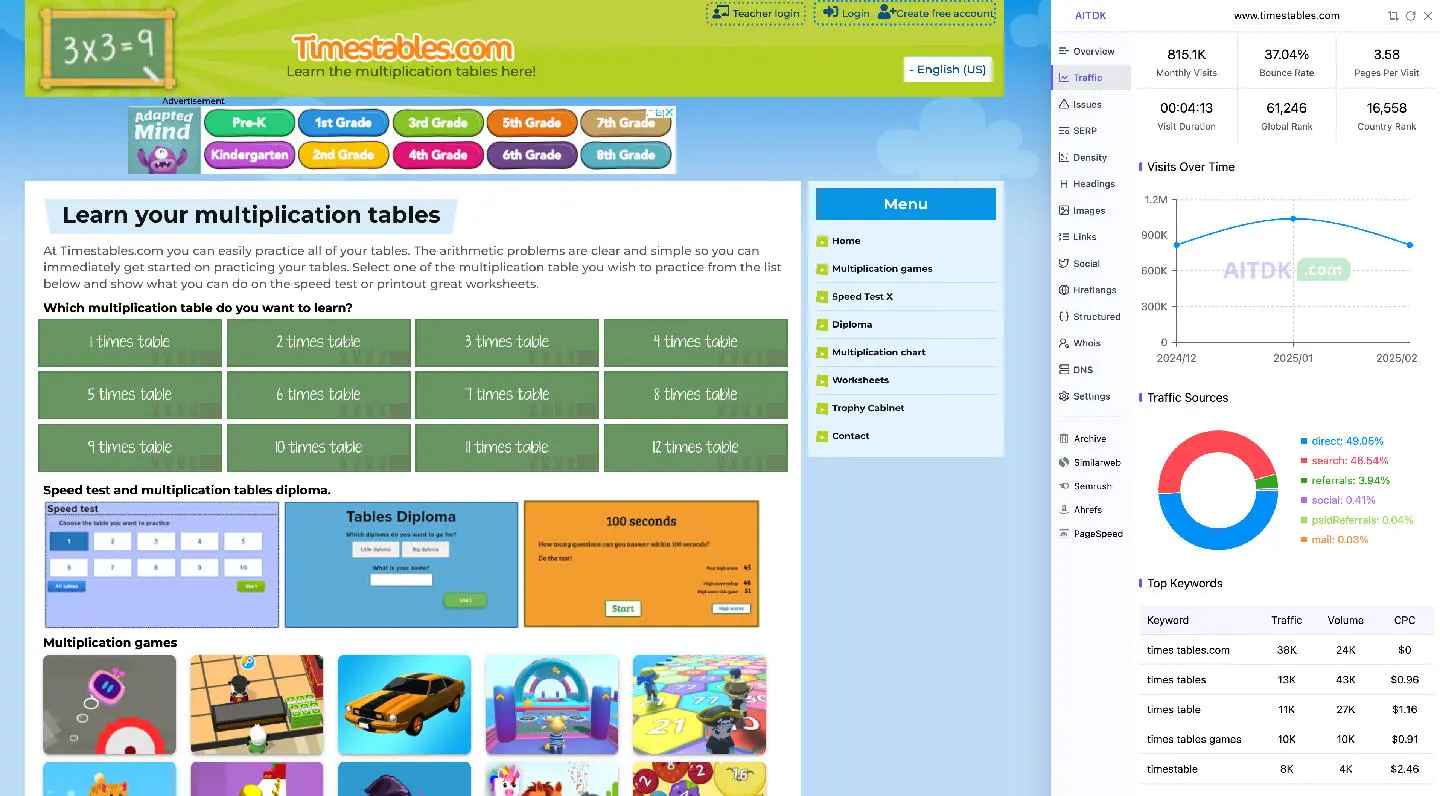 3x3=9
Timestables.com
Learn the multiplication tables here!
Teacher login
Login
Create free account
- English (US)
Advertisement
Adapted
Mind
Pre-K
1st Grade
3rd Grade
5th Grade
7th Grade
Kindergarten
2nd Grade
4th Grade
6th Grade
8th Grade
Learn your multiplication tables
At Timestables.com you can easily practice all of your tables. The arithmetic problems are clear and simple so you can
immediately get started on practicing your tables. Select one of the multiplication table you wish to practice from the list
below and show what you can do on the speed test or printout great worksheets.
Which multiplication table do you want to learn?
1 times table
2 times table
3 times table
4 times table
5 times table
6 times table
7 times table
8 times table
9 times table
10 times table
11 times table
12 times table
Speed test and multiplication tables diploma.
Speed test
Choose the table you want to practice
1
2
3
4
5
6
7
8
9
10
All tables
Start
Tables Diploma
Which diploma do you want to go for?
Little diploma
Big diploma
What is your name?
start
100 seconds
How many questions can you answer within 100 seconds?
Do the test!
Your high score 45
High score today 46
High score this year 51
Start
High scores
Multiplication games
77
21
2
8
16
Menu
Home
Multiplication games
Speed Test X
Diploma
Multiplication chart
Worksheets
Trophy Cabinet
Contact
AITDK
www.timestables.com
Overview
Traffic
Issues
SERP
Density
Headings
Images
Links
Social
Hreflangs
Structured
Whois
DNS
Settings
Archive
Similarweb
Semrush
Ahrefs
PageSpeed
815.1K
Monthly Visits
37.04%
Bounce Rate
3.58
Pages Per Visit
00:04:13
Visit Duration
61,246
Global Rank
16,558
Country Rank
Visits Over Time
1.2M
900K
600K
300K
0
2024/12
2025/01
2025/02
AITDK.com
Traffic Sources
direct: 49.05%
search: 46.54%
referrals: 3.94%
social: 0.41%
paidReferrals: 0.04%
mail: 0.03%
Top Keywords
Keyword Traffic Volume CPC
times tables.com 38K 24K $0
times tables 13K 43K $0.96
times table 11K 27K $1.16
times tables games 10K 10K $0.91
timestable 8K 4K $2.46